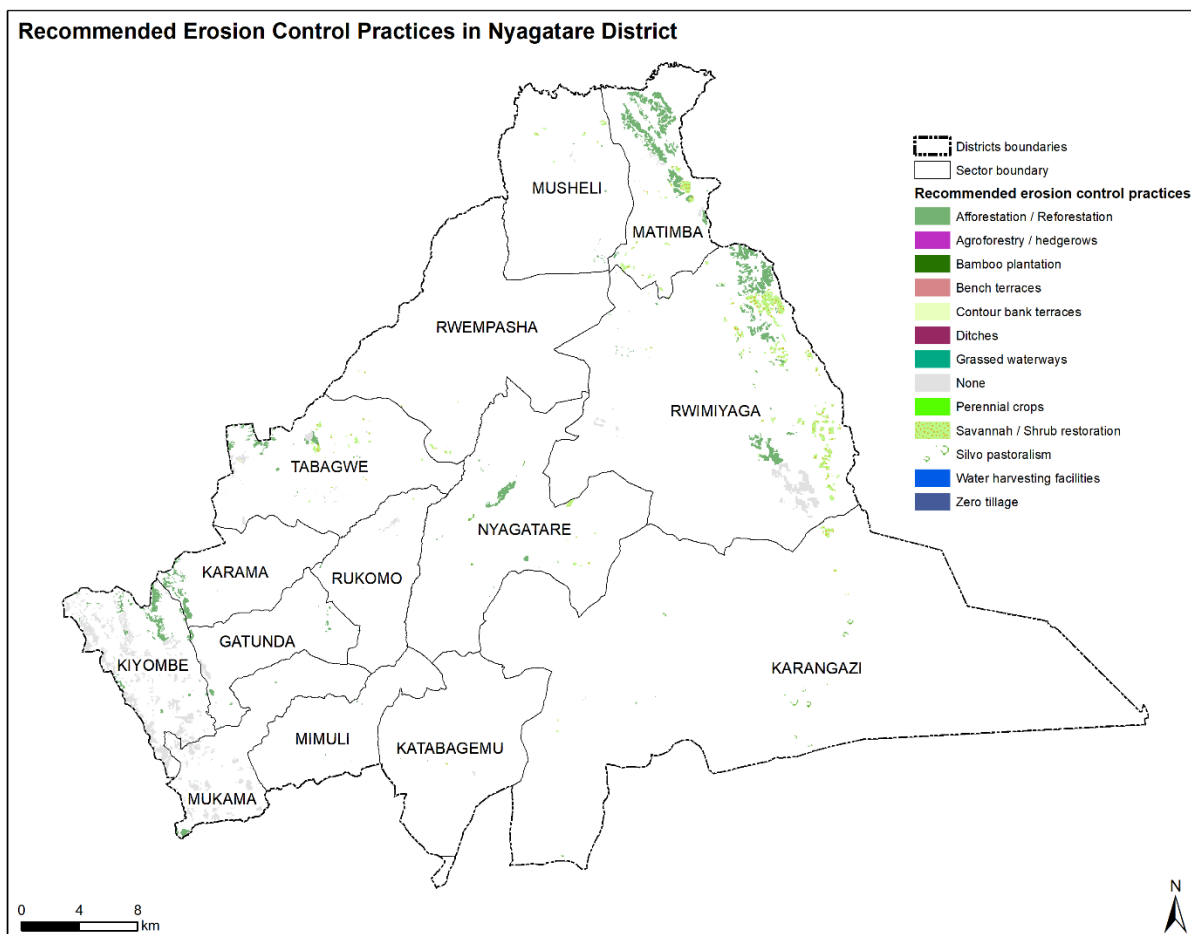 Recommended Erosion Control Practices in Nyagatare District
MUSHELI
MATIMBA
RWEMPASHA
RWIMIYAGA
TABAGWE
NYAGATARE
KARAMA
RUKOMO
GATUNDA
KIYOMBE
KARANGAZI
MIMULI
KATABAGEMU
MUKAMA
Districts boundaries
Sector boundary
Recommended erosion control practices
Afforestation / Reforestation
Agroforestry / hedgerows
Bamboo plantation
Bench terraces
Contour bank terraces
Ditches
Grassed waterways
None
Perennial crops
Savannah / Shrub restoration
Silvo pastoralism
Water harvesting facilities
Zero tillage
0 4 8
km
N